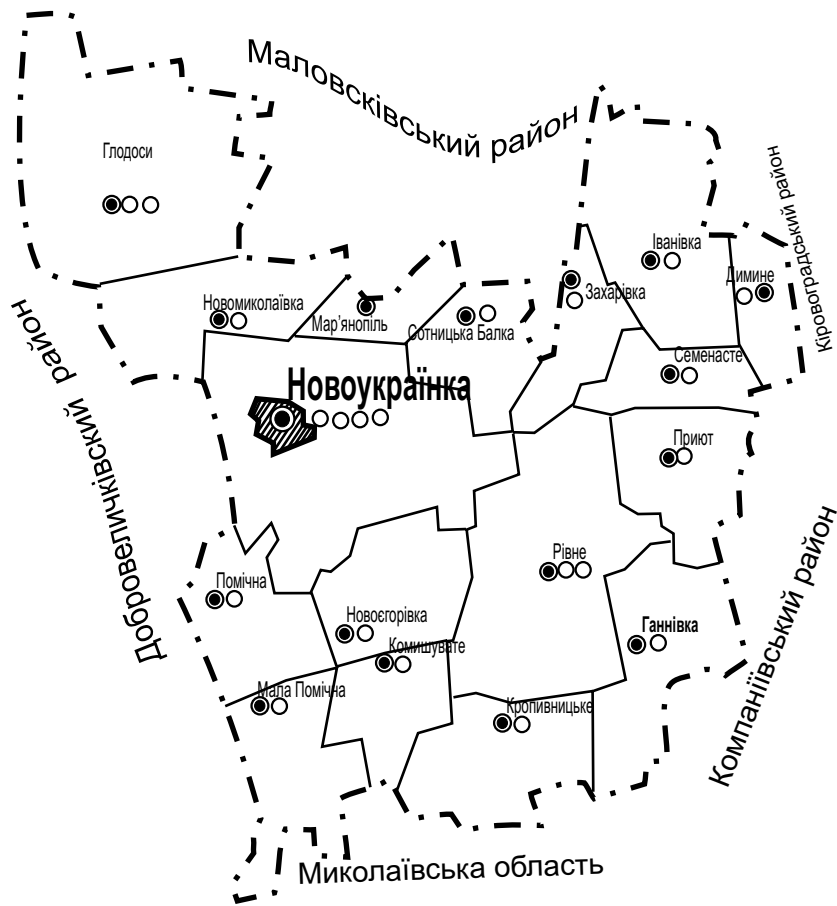 Маловсківський район
Глодоси
Кіровоградський район
Іванівка
Димине
Захарівка
Новомиколаївка
Мар’янопіль
Сотницька Балка
Семенасте
Новоукраїнка
Добровеличківский район
Приют
Рівне
Помічна
Новоєгорівка
Ганнівка
Комишувате
Мала Помічна
Кропивницьке
Компаніївський район
Миколаївська область